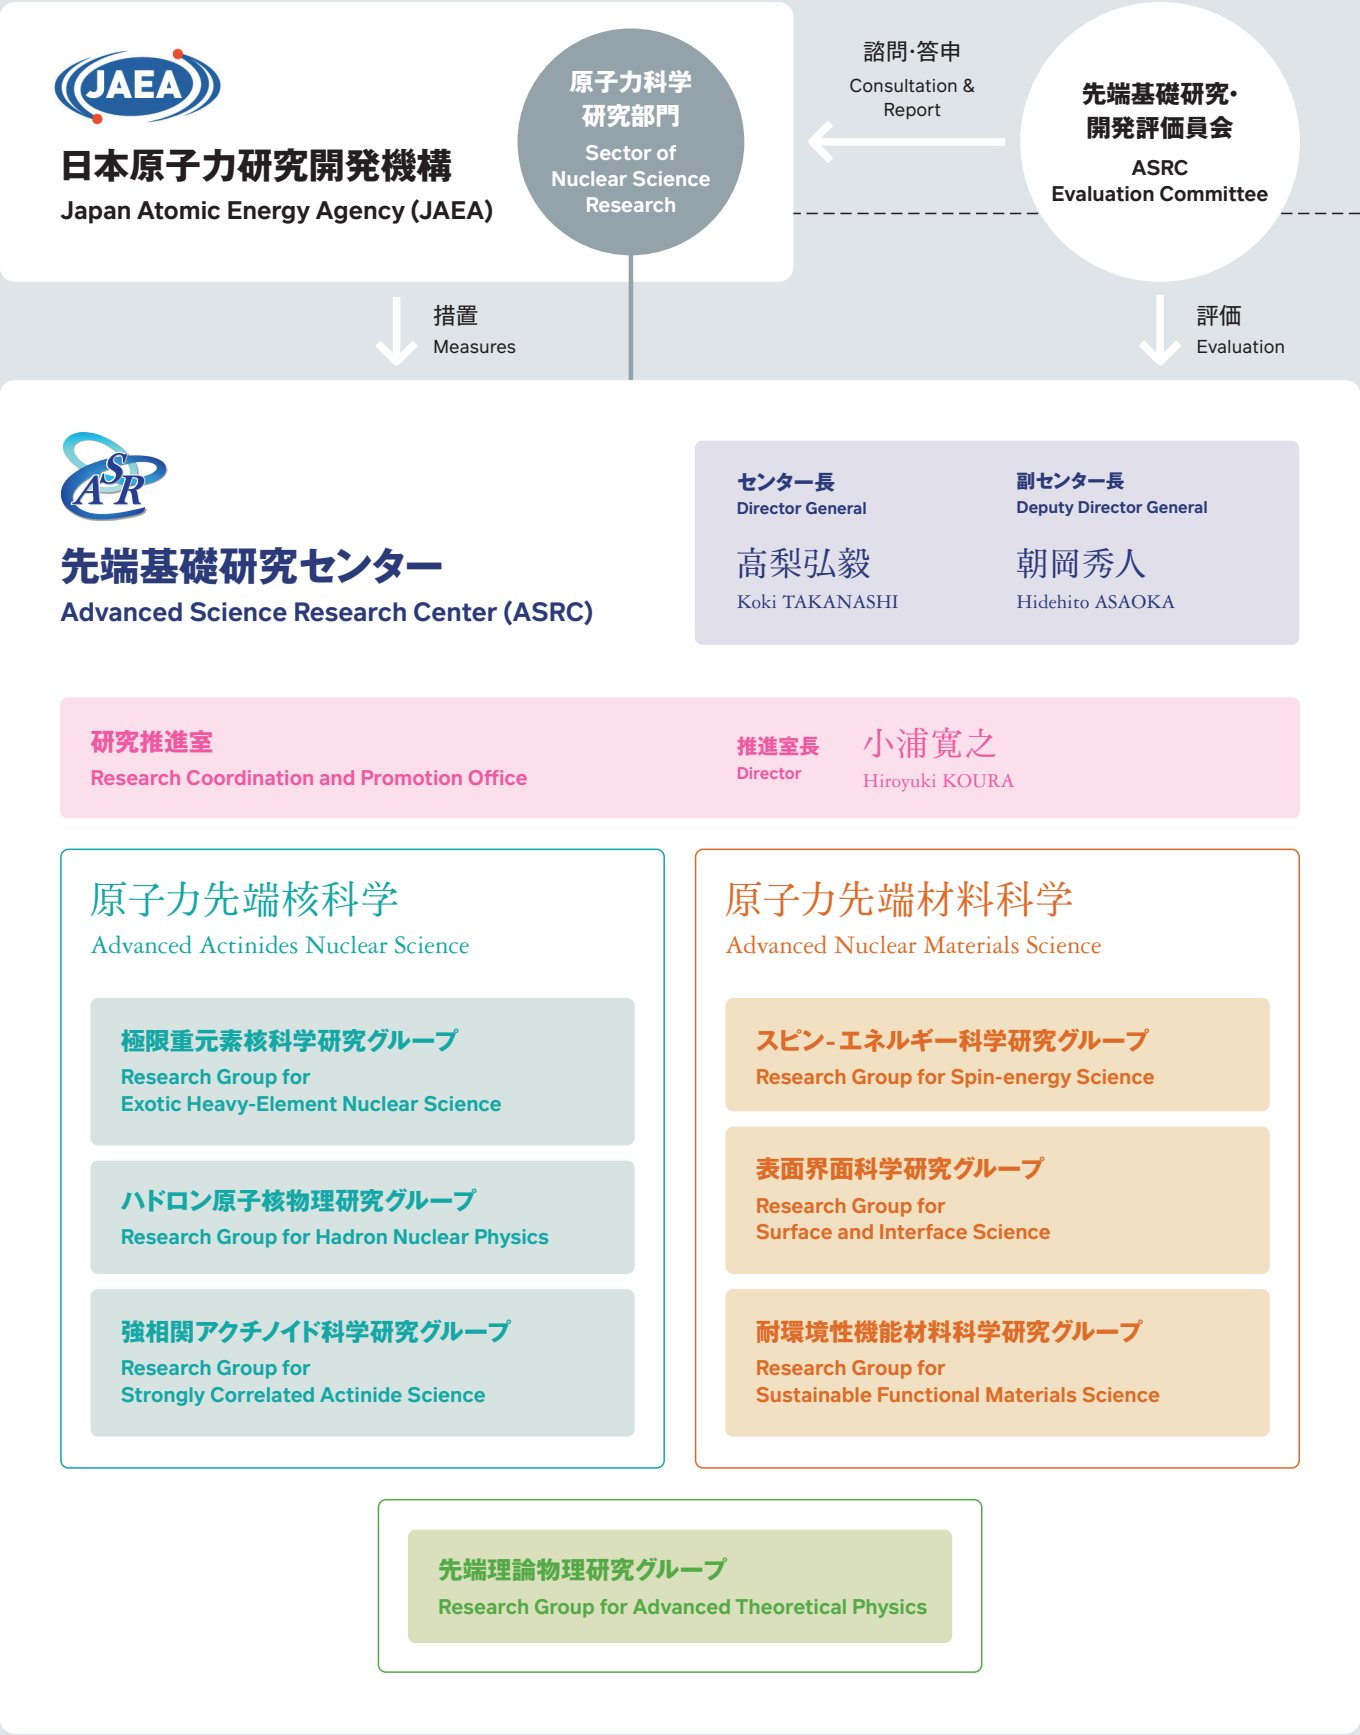 JAEA
日本原子力研究開発機構
Japan Atomic Energy Agency (JAEA)
原子力科学
研究部門
Sector of
Nuclear Science
Research
諮問・答申
Consultation &
Report
先端基礎研究・
開発評価員会
ASRC
Evaluation Committee
措置
Measures
評価
Evaluation
ASR
先端基礎研究センター
Advanced Science Research Center (ASRC)
センター長
Director General
高梨弘毅
Koki TAKANASHI
副センター長
Deputy Director General
朝岡秀人
Hidehito ASAOKA
研究推進室
Research Coordination and Promotion Office
推進室長
Director
小浦寛之
Hiroyuki KOURA
原子力先端核科学
Advanced Actinides Nuclear Science
極限重元素核科学研究グループ
Research Group for
Exotic Heavy-Element Nuclear Science
ハドロン原子核物理研究グループ
Research Group for Hadron Nuclear Physics
強相関アクチノイド科学研究グループ
Research Group for
Strongly Correlated Actinide Science
原子力先端材料科学
Advanced Nuclear Materials Science
スピン-エネルギー科学研究グループ
Research Group for Spin-energy Science
表面界面科学研究グループ
Research Group for
Surface and Interface Science
耐環境性機能材料科学研究グループ
Research Group for
Sustainable Functional Materials Science
先端理論物理研究グループ
Research Group for Advanced Theoretical Physics